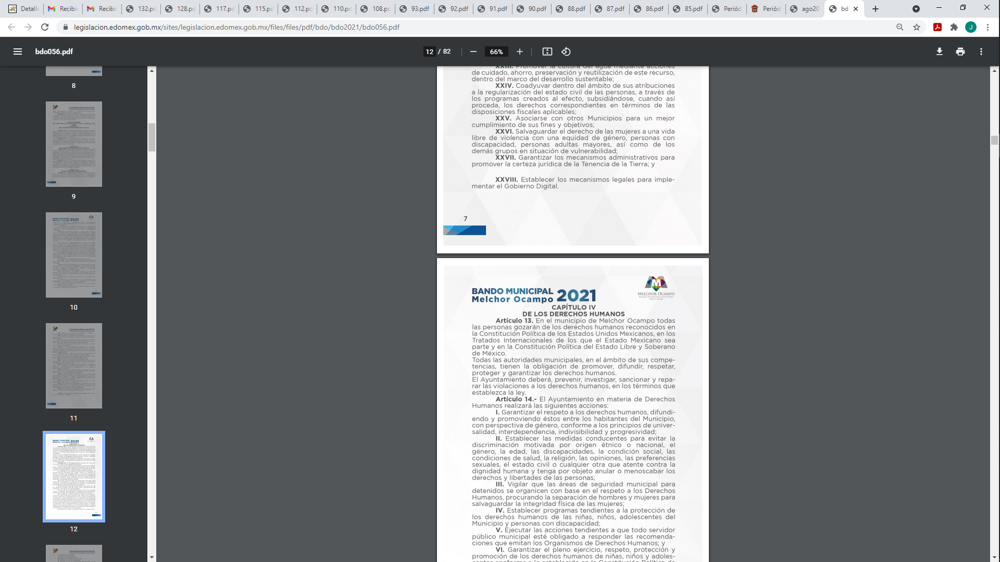 Detalle
Recibic
Recibic
132.pd
128.pd
117.pd
115.pd
112.pd
110.pd
108.pd
93.pdf
92.pdf
91.pdf
90.pdf
88.pdf
87.pdf
86.pdf
85.pdf
Periód
Periód
ago20
bd
legislacion.edomex.gob.mx/sites/legislacion.edomex.gob.mx/files/files/pdf/bdo/bdo2021/bdo056.pdf
J
bdo056.pdf
12 / 82
66%
8
9
10
11
12
BANDO MUNICIPAL
Melchor Ocampo 2021
XXIII. Promover la cultura del agua mediante acciones
de cuidado, ahorro, preservación y reutilización de este recurso,
dentro del marco del desarrollo sustentable;
XXIV. Coadyuvar dentro del ámbito de sus atribuciones
a la regularización del estado civil de las personas, a través de
los programas creados al efecto, subsidiándose, cuando así
proceda, los derechos correspondientes en términos de las
disposiciones fiscales aplicables;
XXV. Asociarse con otros Municipios para un mejor
cumplimiento de sus fines y objetivos;
XXVI. Salvaguardar el derecho de las mujeres a una vida
libre de violencia con una equidad de género, personas con
discapacidad, personas adultas mayores, así como de los
demás grupos en situación de vulnerabilidad;
XXVII. Garantizar los mecanismos administrativos para
promover la certeza jurídica de la Tenencia de la Tierra; y
XXVIII. Establecer los mecanismos legales para imple-
mentar el Gobierno Digital.
7
BANDO MUNICIPAL
Melchor Ocampo 2021
MELCHOR OCAMPO
CAPÍTULO IV
DE LOS DERECHOS HUMANOS
Artículo 13. En el municipio de Melchor Ocampo todas
las personas gozarán de los derechos humanos reconocidos en
la Constitución Política de los Estados Unidos Mexicanos, en los
Tratados Internacionales de los que el Estado Mexicano sea
parte y en la Constitución Política del Estado Libre y Soberano
de México.
Todas las autoridades municipales, en el ámbito de sus compe-
tencias, tienen la obligación de promover, difundir, respetar,
proteger y garantizar los derechos humanos.
El Ayuntamiento deberá, prevenir, investigar, sancionar y repa-
rar las violaciones a los derechos humanos, en los términos que
establezca la ley.
Artículo 14.- El Ayuntamiento en materia de Derechos
Humanos realizará las siguientes acciones:
I. Garantizar el respeto a los derechos humanos, difundi-
endo y promoviendo éstos entre los habitantes del Municipio,
con perspectiva de género, conforme a los principios de univer-
salidad, interdependencia, indivisibilidad y progresividad;
II. Establecer las medidas conducentes para evitar la
discriminación motivada por origen étnico o nacional, el
género, la edad, las discapacidades, la condición social, las
condiciones de salud, la religión, las opiniones, las preferencias
sexuales, el estado civil o cualquier otra que atente contra la
dignidad humana y tenga por objeto anular o menoscabar los
derechos y libertades de las personas;
III. Vigilar que las áreas de seguridad municipal para
detenidos se organicen con base en el respeto a los Derechos
Humanos, procurando la separación de hombres y mujeres para
salvaguardar la integridad física de las mujeres;
IV. Establecer programas tendientes a la protección de
los derechos humanos de las niñas, niños, adolescentes del
Municipio y personas con discapacidad;
V. Ejecutar las acciones tendientes a que todo servidor
público municipal esté obligado a responder las recomenda-
ciones que emitan los Organismos de Derechos Humanos; y
VI. Garantizar el pleno ejercicio, respeto, protección y
promoción de los derechos humanos de niñas, niños y adoles-
centes conforme a lo establecido en la Constitución Política de